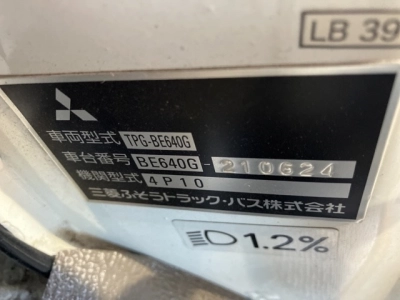 LB 39
車両型式 TPG-BE640G
車台番号 BE640G-210624
機関型式 4P10
三菱ふそうトラック・バス株式会社
1.2%